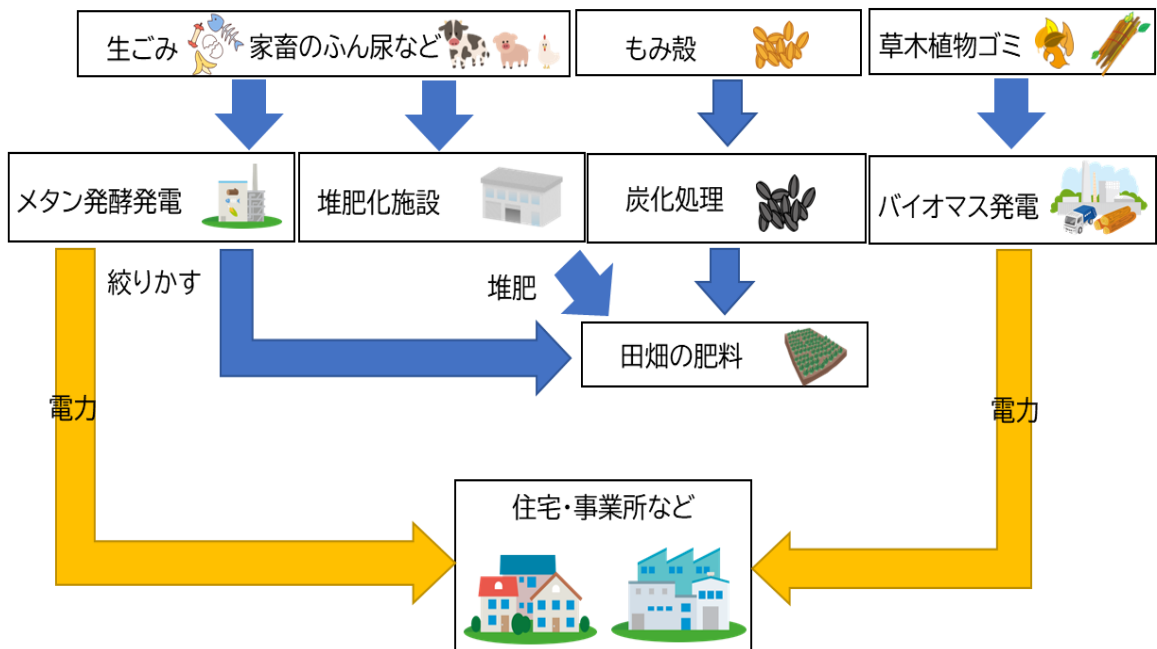 生ごみ
家畜のふん尿など
もみ殻
草木植物ゴミ
メタン発酵発電
堆肥化施設
炭化処理
バイオマス発電
絞りかす
堆肥
田畑の肥料
電力
電力
住宅・事業所など